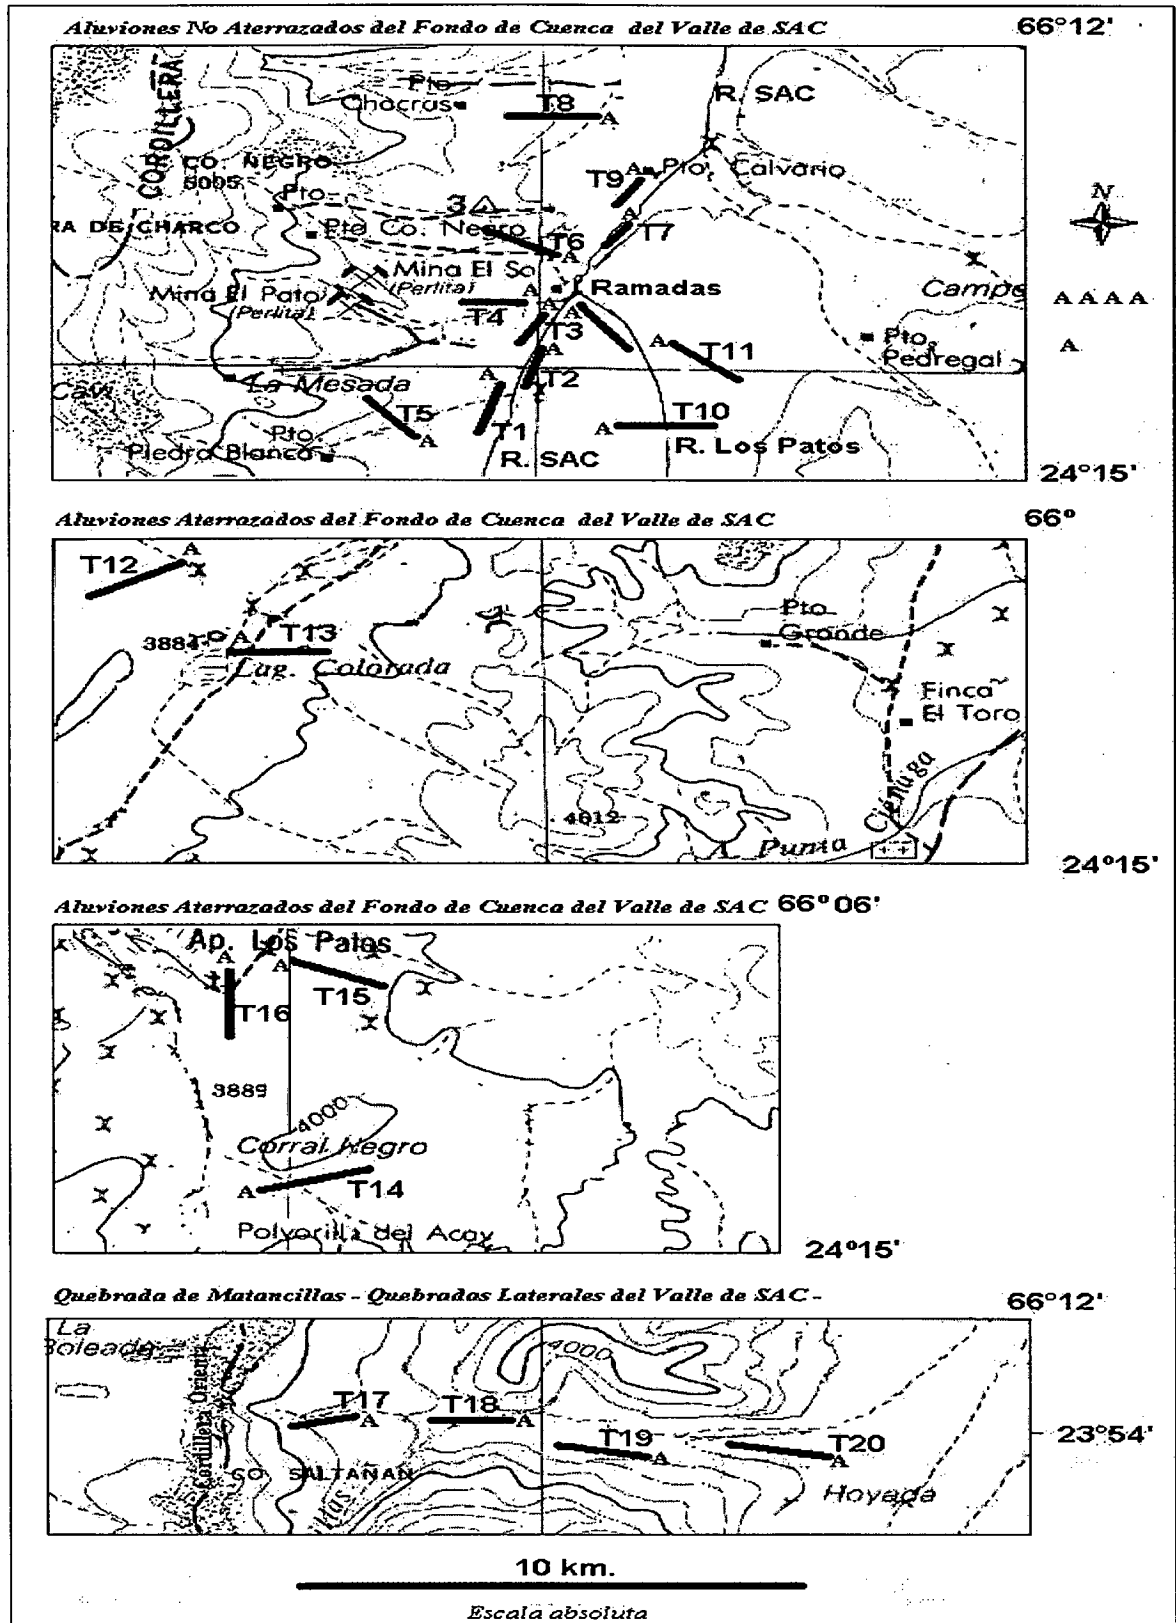 Aluviones No Aterrazados del Fondo de Cuenca del Valle de SAC
66°12'
Pto
Chacras
T8
A
R. SAC
CORDILLERA
CO. NEGRO
Pto
RA DE CHARCO
3
Pto Co. Negro
T9
A
Pto Calvario
A
T7
T6
A
N
Mina El So
(Perlita)
A
Ramadas
Mina El Pato
(Perlita)
T4
A
A
T3
A
Campo
A A A A
A
T11
Pto
Pedregal
A
La Mesada
A
T2
T5
A
T1
A
T10
Pto.
Piedra Blanca
R. SAC
R. Los Patos
24°15'
Aluviones Aterrazados del Fondo de Cuenca del Valle de SAC
66°
T12
A
Pto
Grande
3884
A
T13
Lag. Colorada
Finca
El Toro
4612
Punta
Ciénaga
24°15'
Aluviones Aterrazados del Fondo de Cuenca del Valle de SAC
66°06'
Ap. Los Patos
A
A
T15
T16
3889
4000
Corral Negro
A
T14
Polvorilla del Acay
24°15'
Quebrada de Matancillas - Quebradas Laterales del Valle de SAC -
66°12'
La
Boleada
4000
Cordillera Orient
T17
A
T18
A
T19
A
T20
A
23°54'
CO. SALTAÑAN
Hoyada
10 km.
Escala absoluta